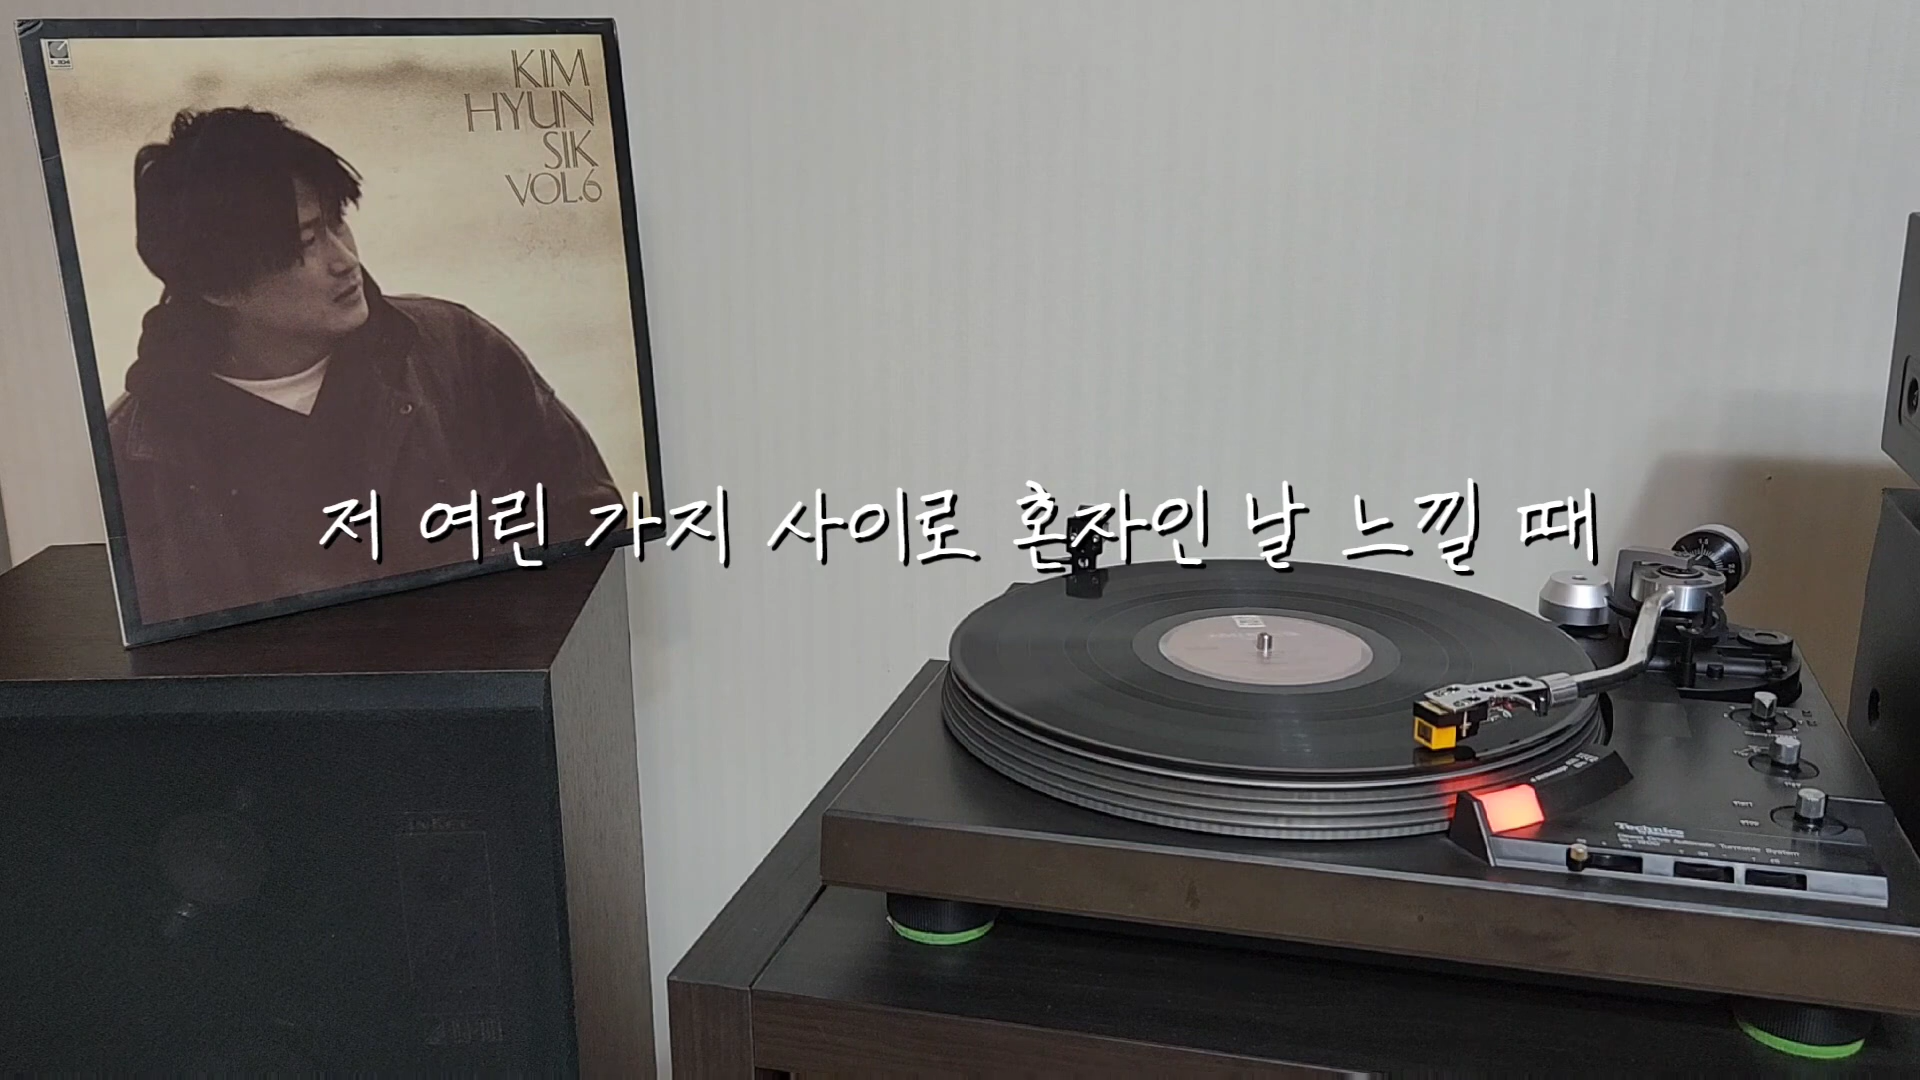 KIM
HYUN
SIK
VOL.6
저 여린 가지 사이로 혼자인 날 느낄 때
Technics